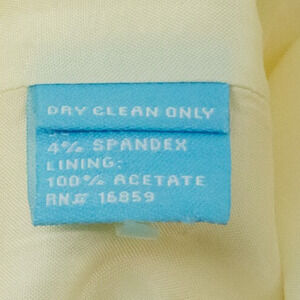 DRY CLEAN ONLY
4% SPANDEX
LINING:
100% ACETATE
RN# 16859